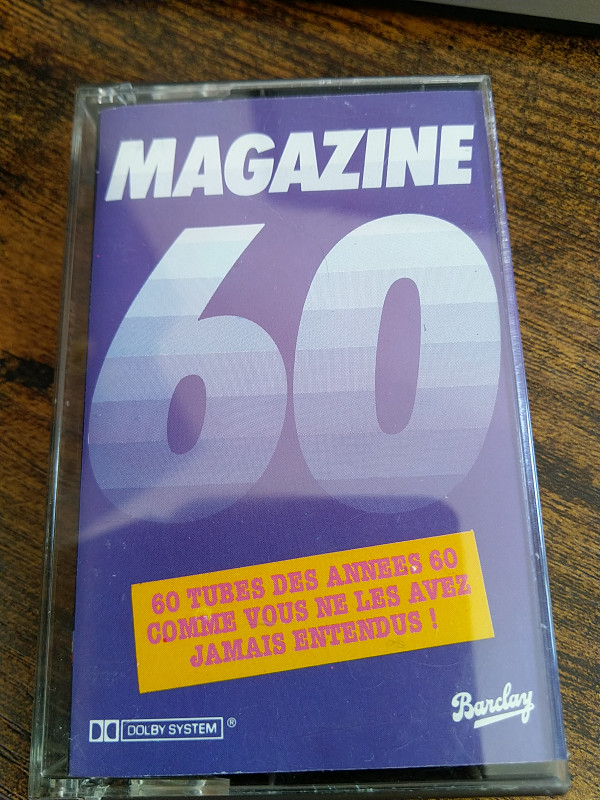 MAGAZINE
60
60 TUBES DES ANNEES 60
COMME VOUS NE LES AVEZ
JAMAIS ENTENDUS !
DOLBY SYSTEM ®
Barclay